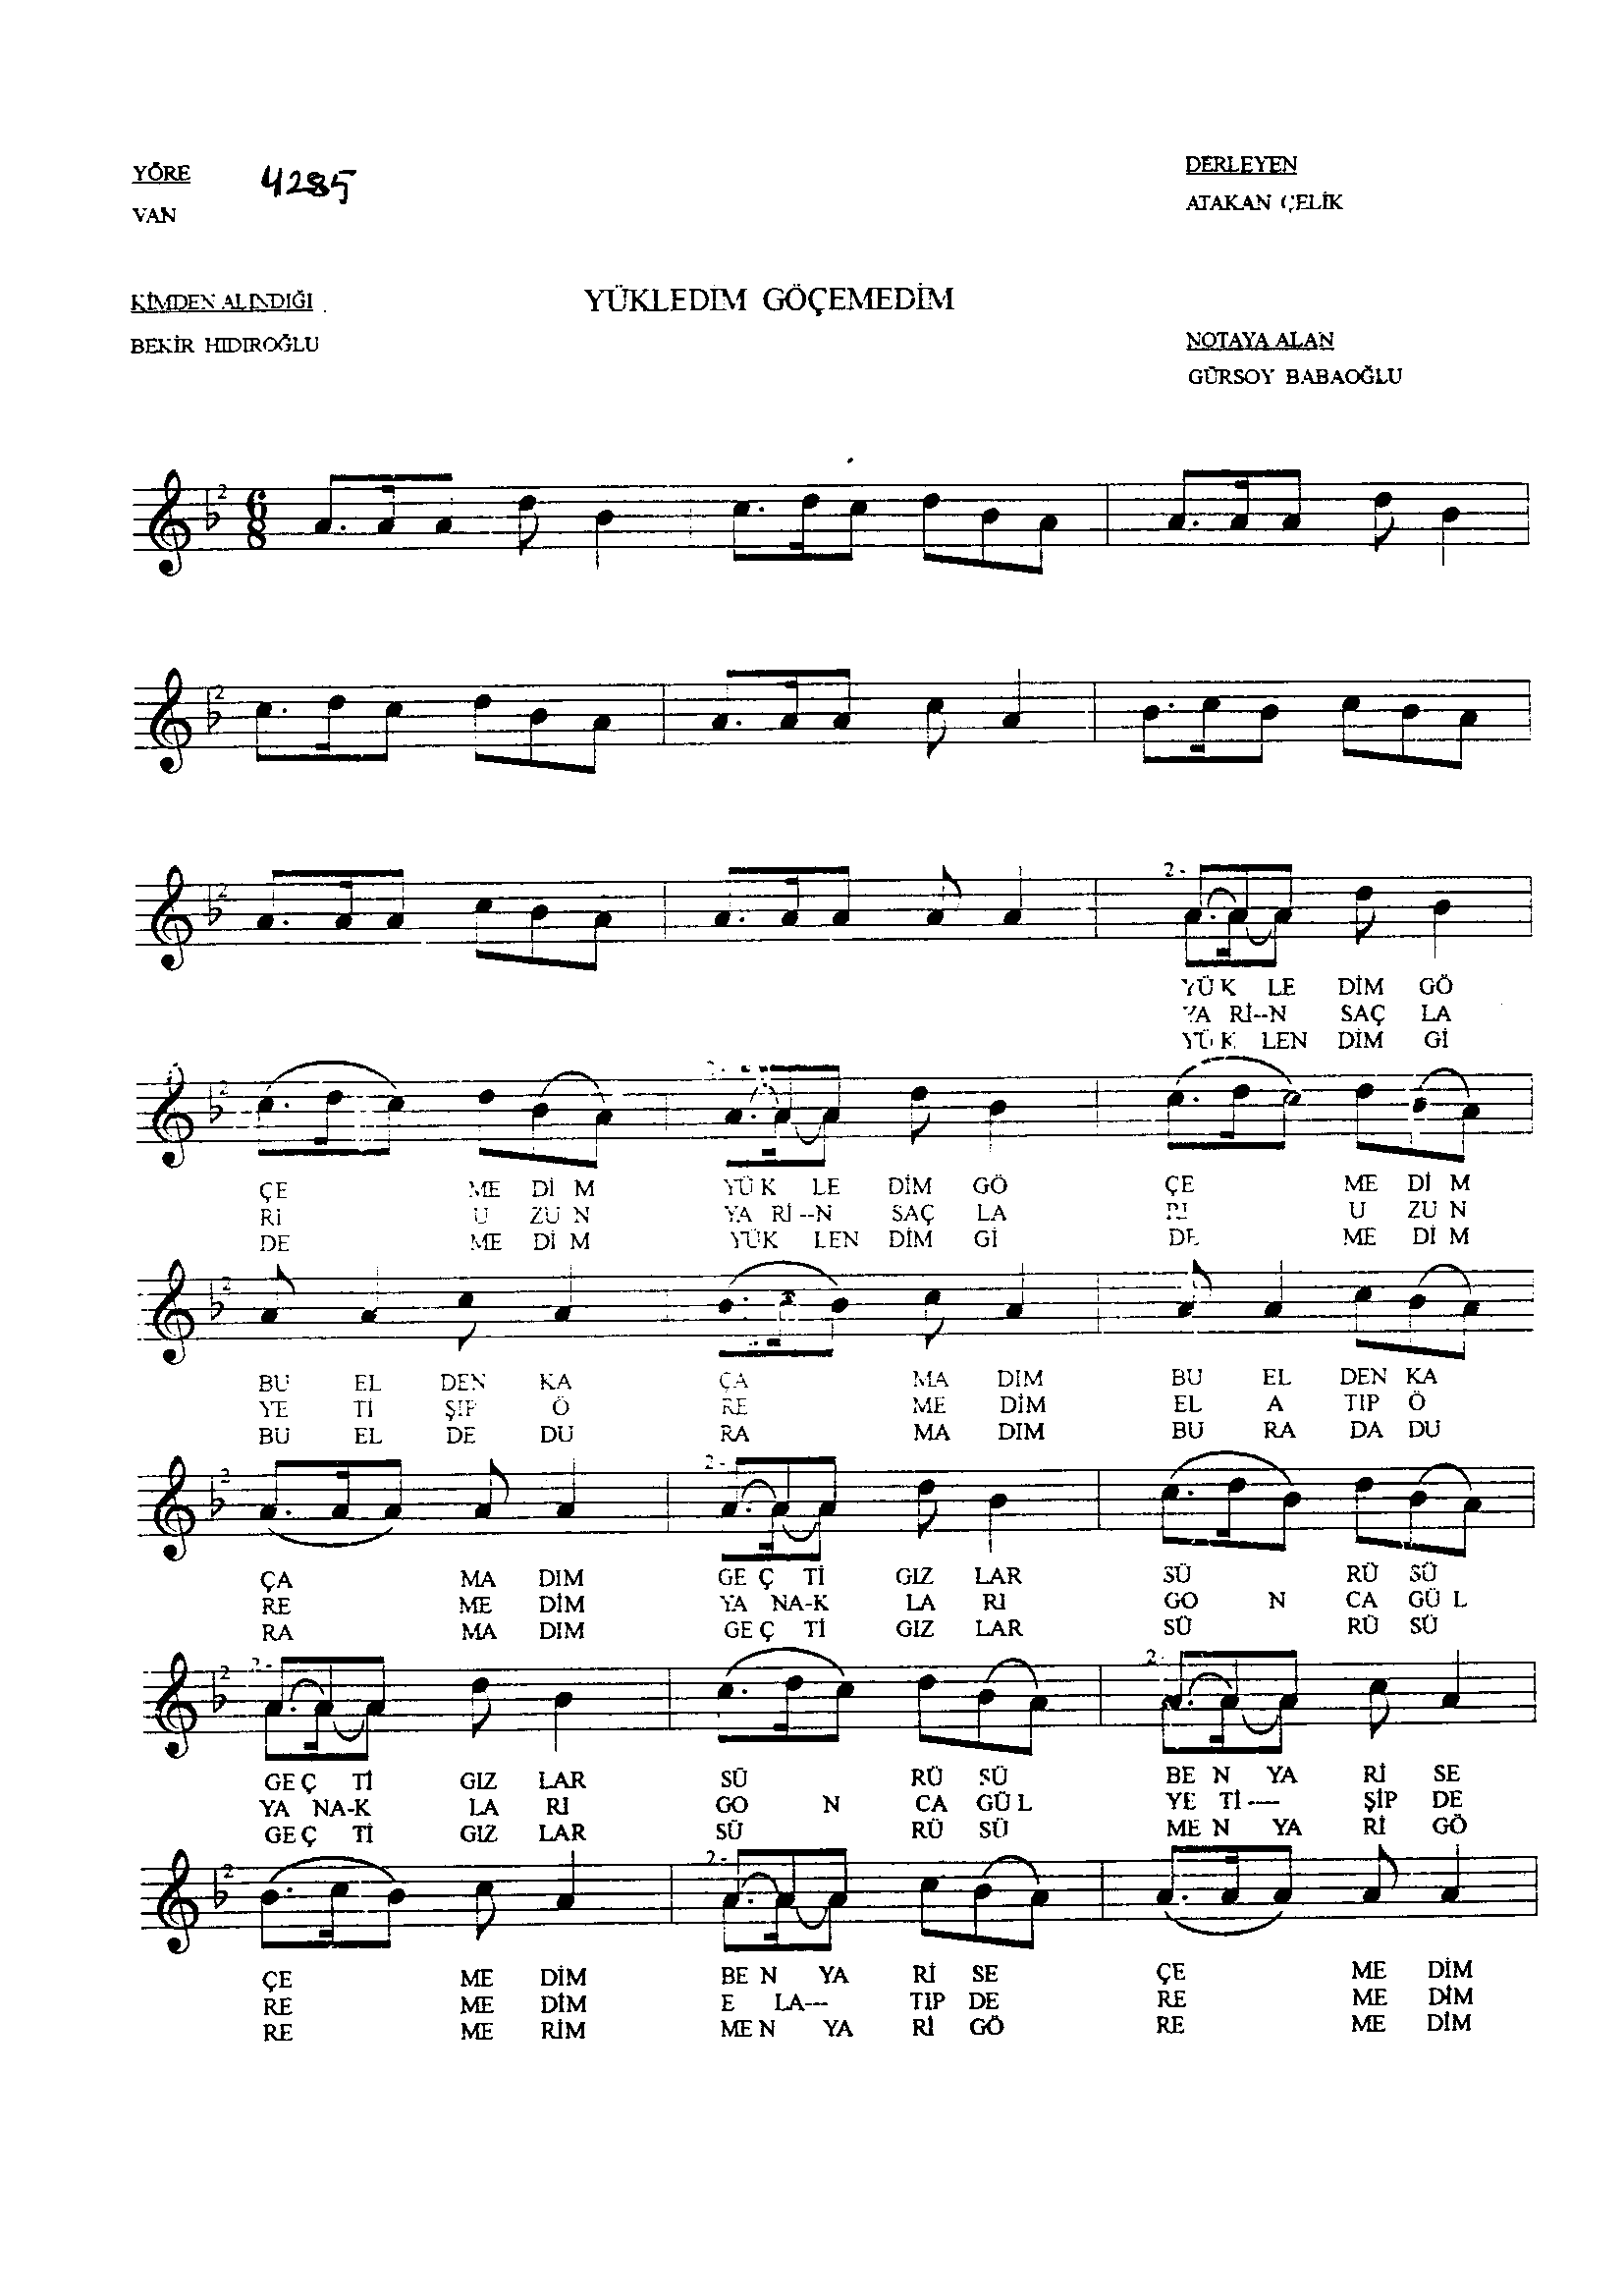 YÖRE 4285
VAN
DERLEYEN
ATAKAN ÇELİK
KİMDEN ALINDIĞI
BEKİR HIDIROĞLU
YÜKLEDİM GÖÇEMEDİM
NOTAYA ALAN
GÜRSOY BABAOĞLU
2 6 8
2
2 2-
YÜ K LE DİM GÖ
YA Rİ--N SAÇ LA
YÜ K LEN DİM Gİ
2
ÇE ME Dİ M YÜ K LE DİM GÖ ÇE ME Dİ M
Rİ U ZU N YA Rİ --N SAÇ LA Rİ U ZU N
DE ME Dİ M YÜK LEN DİM Gİ DE ME Dİ M
2
BU EL DEN KA ÇA MA DIM BU EL DEN KA
YE Tİ ŞİP Ö RE ME DİM EL A TIP Ö
BU EL DE DU RA MA DIM BU RA DA DU
2 2-
ÇA MA DIM GE Ç Tİ GIZ LAR SÜ RÜ SÜ
RE ME DİM YA NA-K LA RI GO N CA GÜ L
RA MA DIM GE Ç Tİ GIZ LAR SÜ RÜ SÜ
2 2- 2-
GE Ç Tİ GIZ LAR SÜ RÜ SÜ BE N YA Rİ SE
YA NA-K LA RI GO N CA GÜ L YE Tİ --- ŞİP DE
GE Ç Tİ GIZ LAR SÜ RÜ SÜ ME N YA Rİ GÖ
2 2-
ÇE ME DİM BE N YA Rİ SE ÇE ME DİM
RE ME DİM E LA--- TIP DE RE ME DİM
RE ME RİM ME N YA Rİ GÖ RE ME DİM